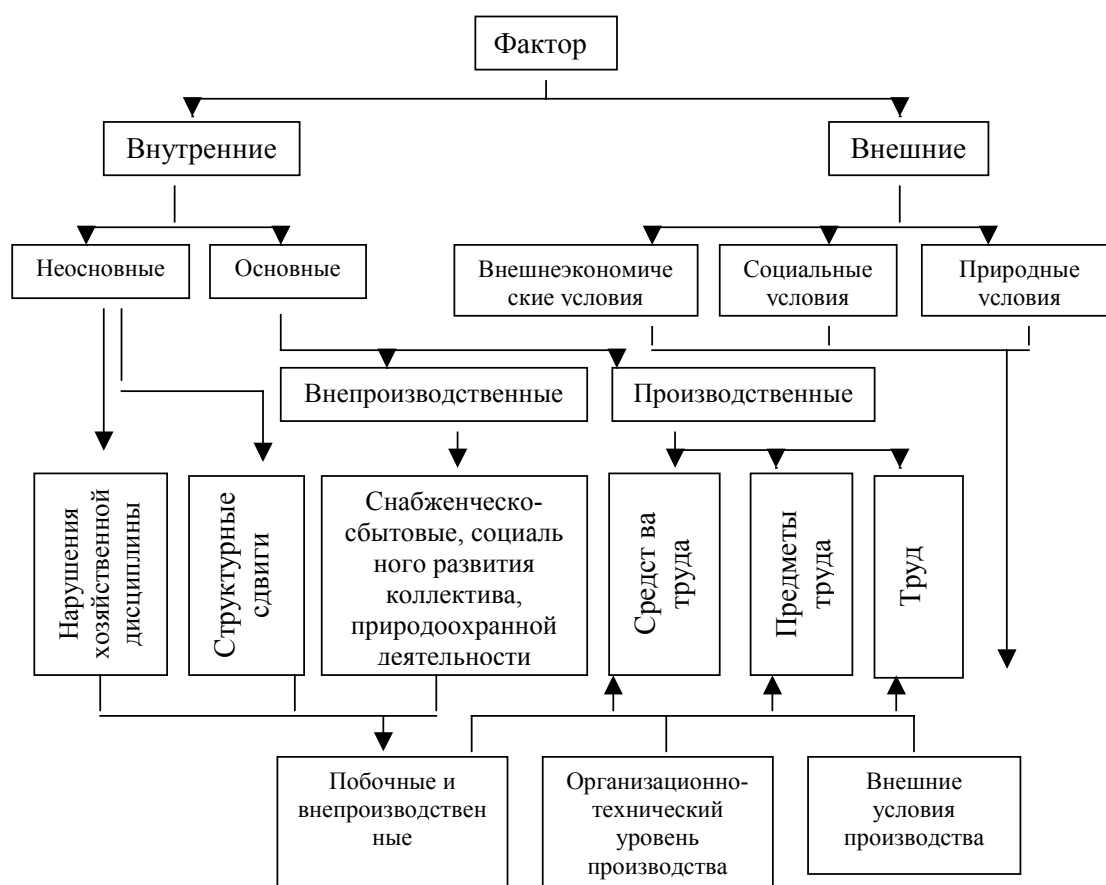 Фактор
Внутренние
Внешние
Неосновные
Основные
Внешнеэкономиче
ские условия
Социальные
условия
Природные
условия
Внепроизводственные
Производственные
Нарушения
хозяйственной
дисциплины
Структурные
сдвиги
Снабженческо-
сбытовые, социаль
ного развития
коллектива,
природоохранной
деятельности
Средст ва
труда
Предметы
труда
Труд
Побочные и
внепроизводствен
ные
Организационно-
технический
уровень
производства
Внешние
условия
производства